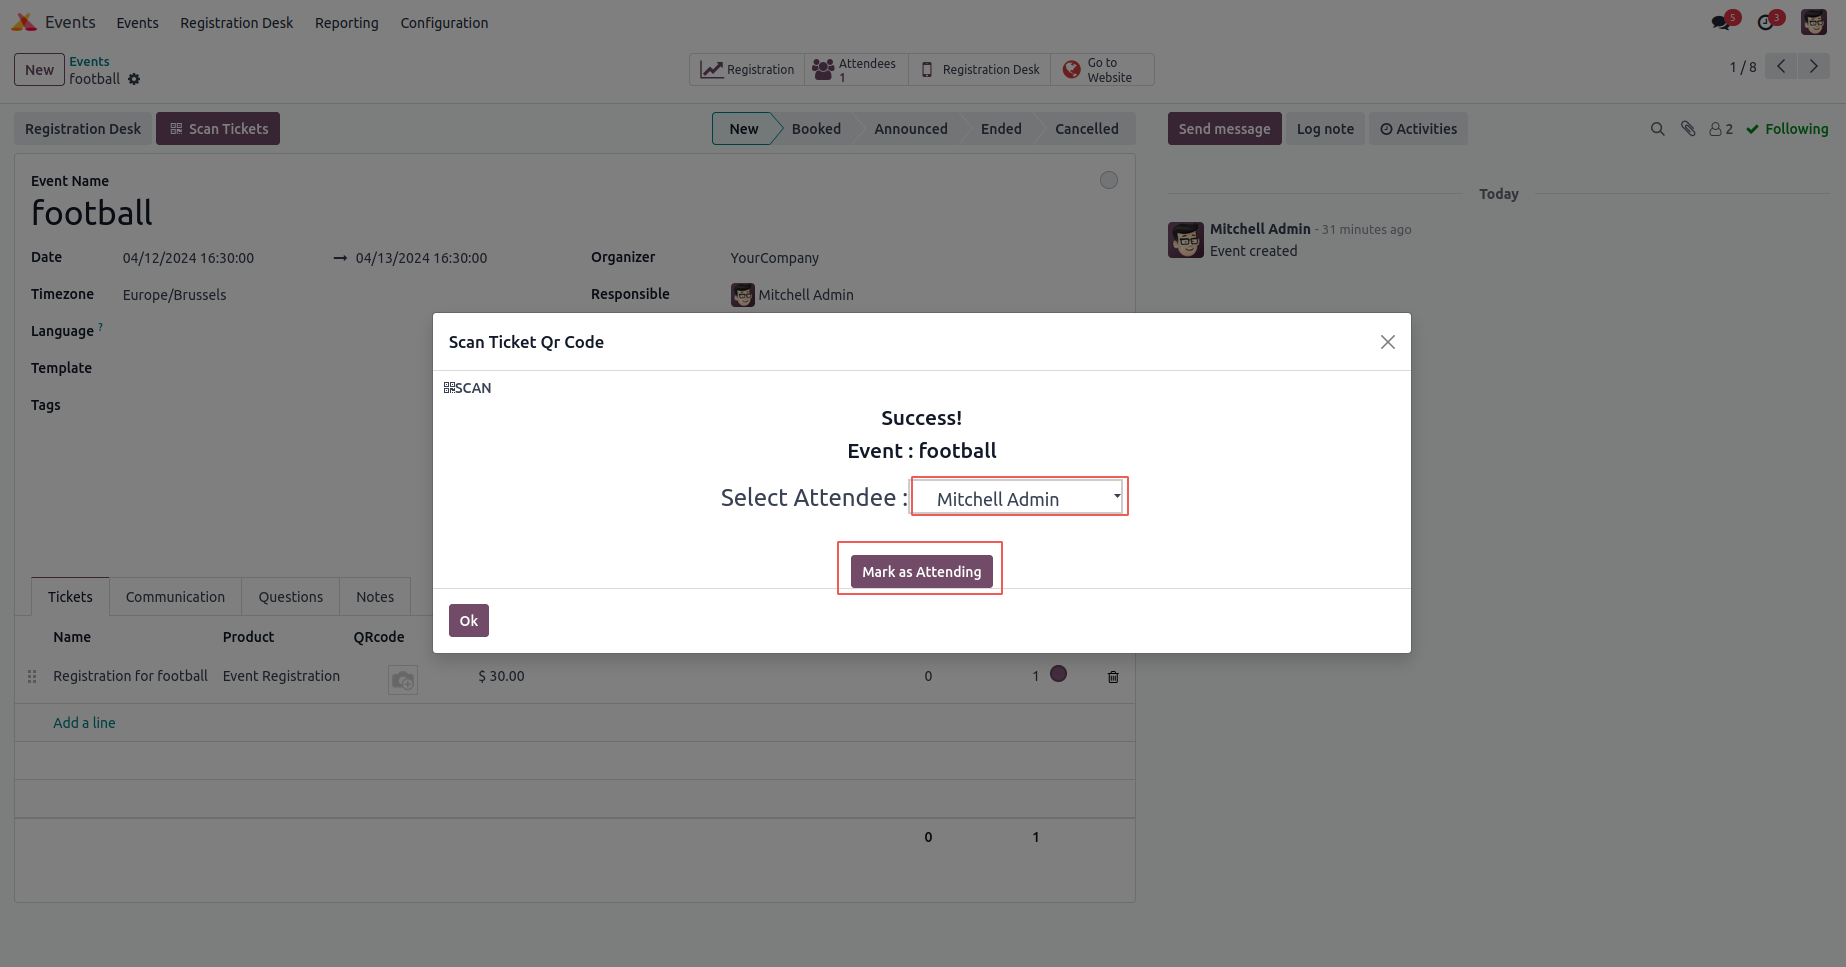 Events Events Registration Desk Reporting Configuration 5 3
New Events football Registration Attendees 1 Registration Desk Go to Website 1 / 8
Registration Desk Scan Tickets New Booked Announced Ended Cancelled Send message Log note Activities 2 Following
Event Name
football
Today
Mitchell Admin - 31 minutes ago
Event created
Date 04/12/2024 16:30:00 → 04/13/2024 16:30:00 Organizer YourCompany
Timezone Europe/Brussels Responsible Mitchell Admin
Language ?
Template
Tags
Scan Ticket Qr Code
SCAN
Success!
Event : football
Select Attendee : Mitchell Admin
Mark as Attending
Ok
Tickets Communication Questions Notes
Name Product QRcode
Registration for football Event Registration $ 30.00 0 1
Add a line
0 1